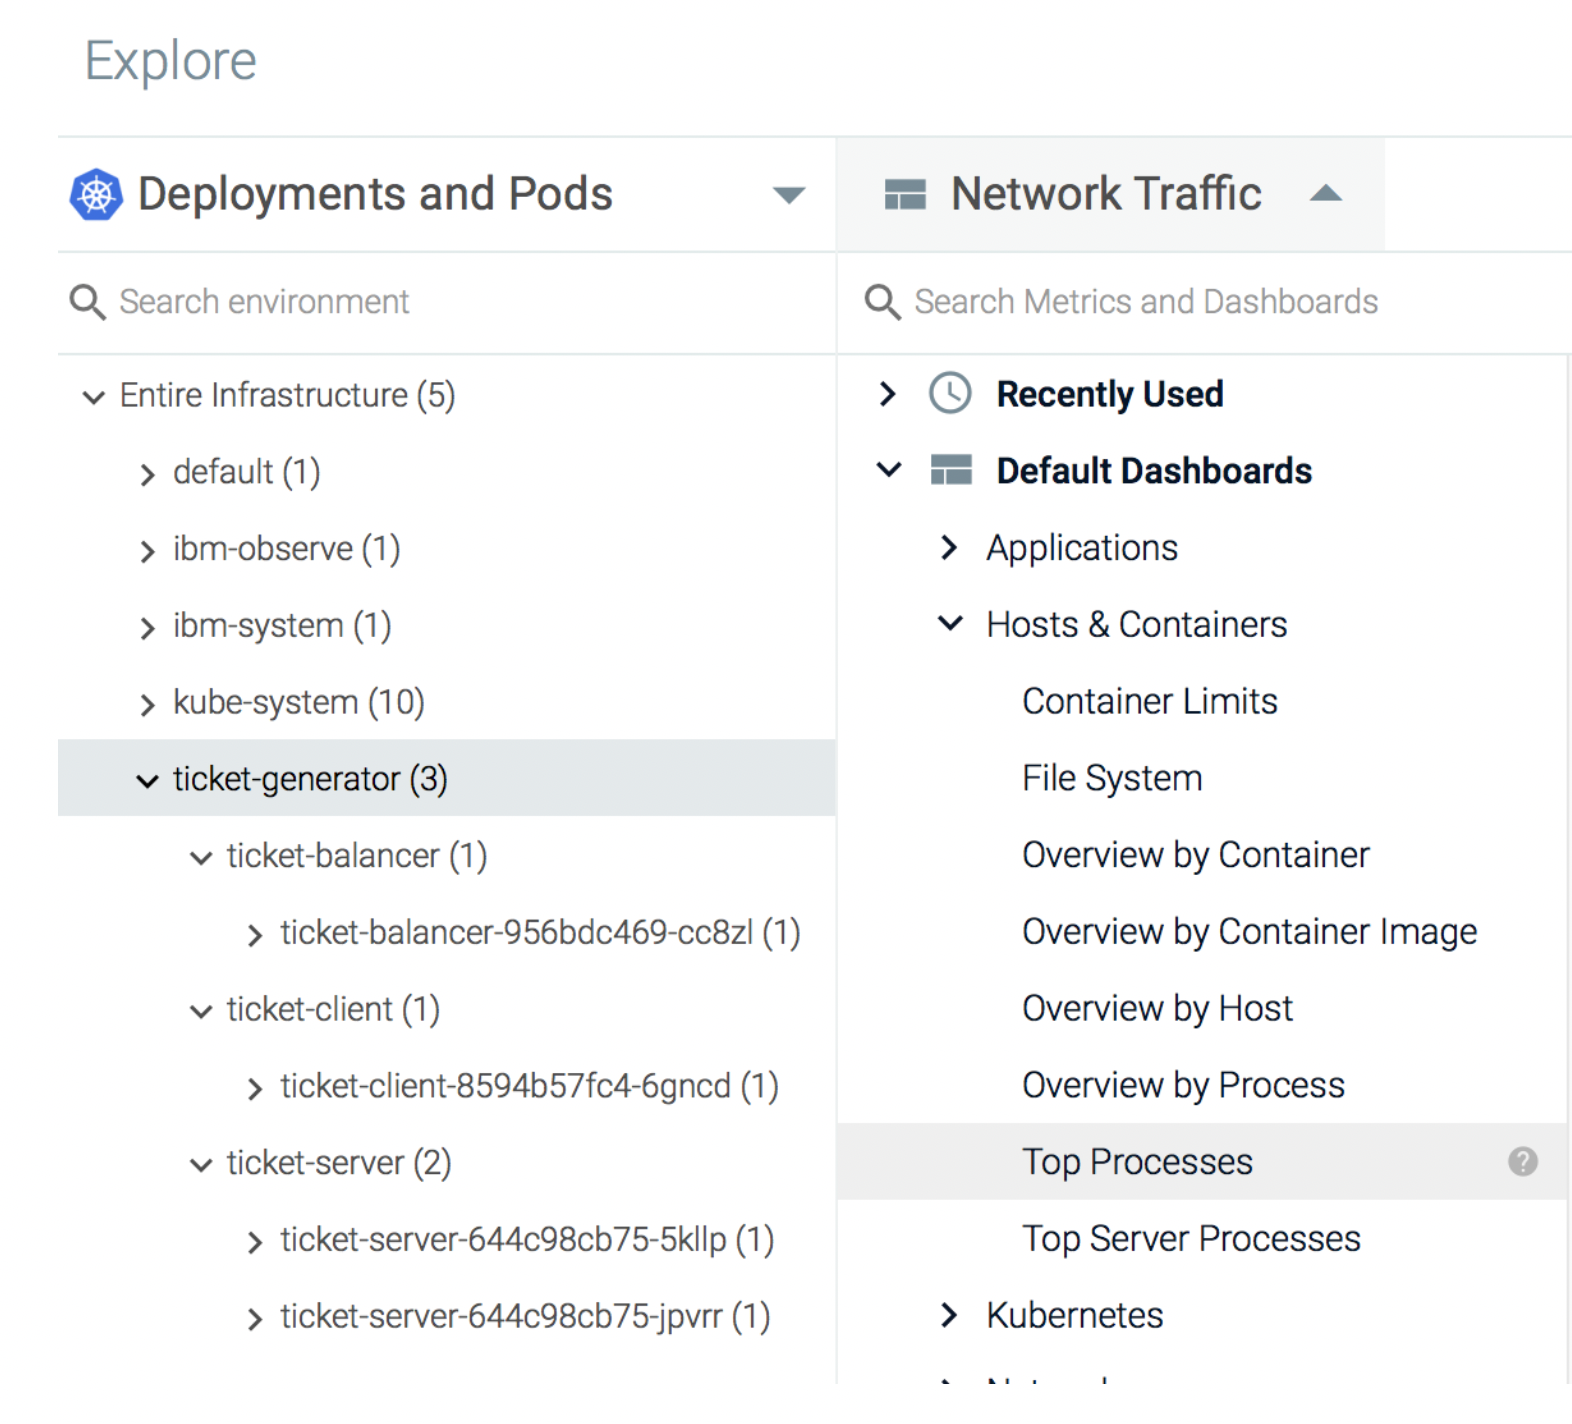 Explore
Deployments and Pods
Network Traffic
Search environment
Search Metrics and Dashboards
Entire Infrastructure (5)
default (1)
ibm-observe (1)
ibm-system (1)
kube-system (10)
ticket-generator (3)
ticket-balancer (1)
ticket-balancer-956bdc469-cc8zl (1)
ticket-client (1)
ticket-client-8594b57fc4-6gncd (1)
ticket-server (2)
ticket-server-644c98cb75-5kllp (1)
ticket-server-644c98cb75-jpvrr (1)
Recently Used
Default Dashboards
Applications
Hosts & Containers
Container Limits
File System
Overview by Container
Overview by Container Image
Overview by Host
Overview by Process
Top Processes
?
Top Server Processes
Kubernetes